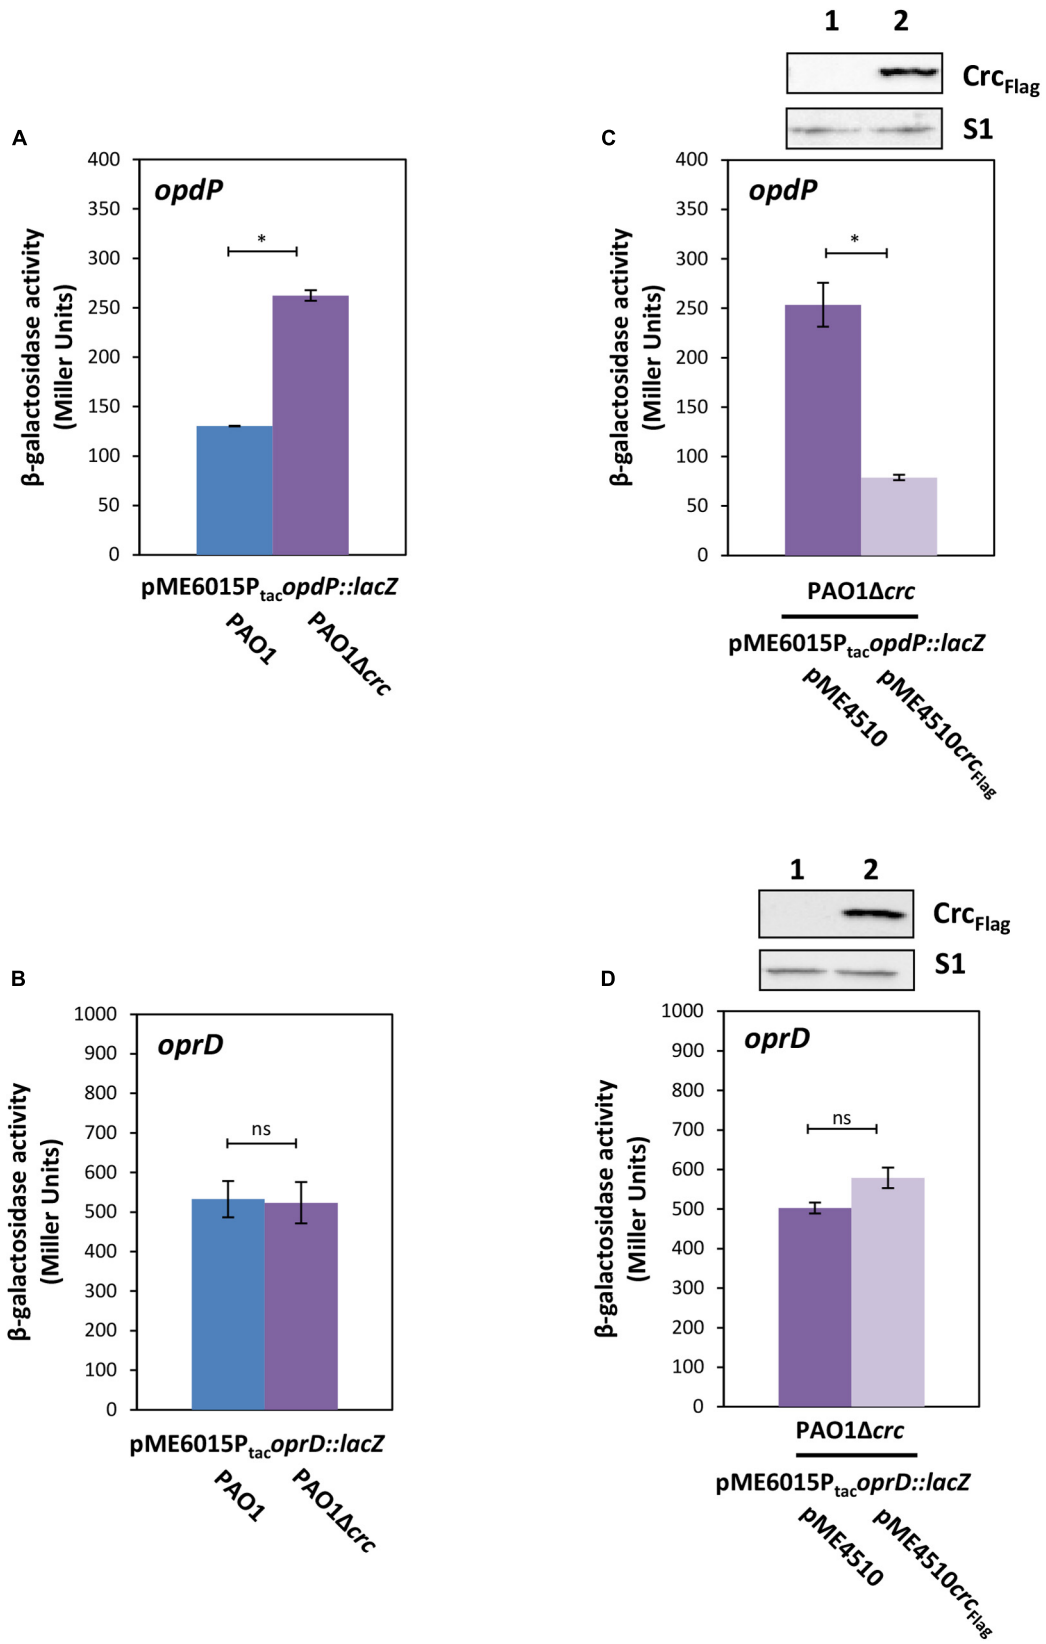 A
400
350
300
250
200
150
100
50
0
β-galactosidase activity
(Miller Units)
opdP
*
pME6015PtacopdP::lacZ
PAO1
PAO1Δcrc
C
1 2
CrcFlag
S1
400
350
300
250
200
150
100
50
0
β-galactosidase activity
(Miller Units)
opdP
*
PAO1Δcrc
pME6015PtacopdP::lacZ
pME4510
pME4510crcFlag
B
1000
900
800
700
600
500
400
300
200
100
0
β-galactosidase activity
(Miller Units)
oprD
ns
pME6015PtacoprD::lacZ
PAO1
PAO1Δcrc
D
1 2
CrcFlag
S1
1000
900
800
700
600
500
400
300
200
100
0
β-galactosidase activity
(Miller Units)
oprD
ns
PAO1Δcrc
pME6015PtacoprD::lacZ
pME4510
pME4510crcFlag